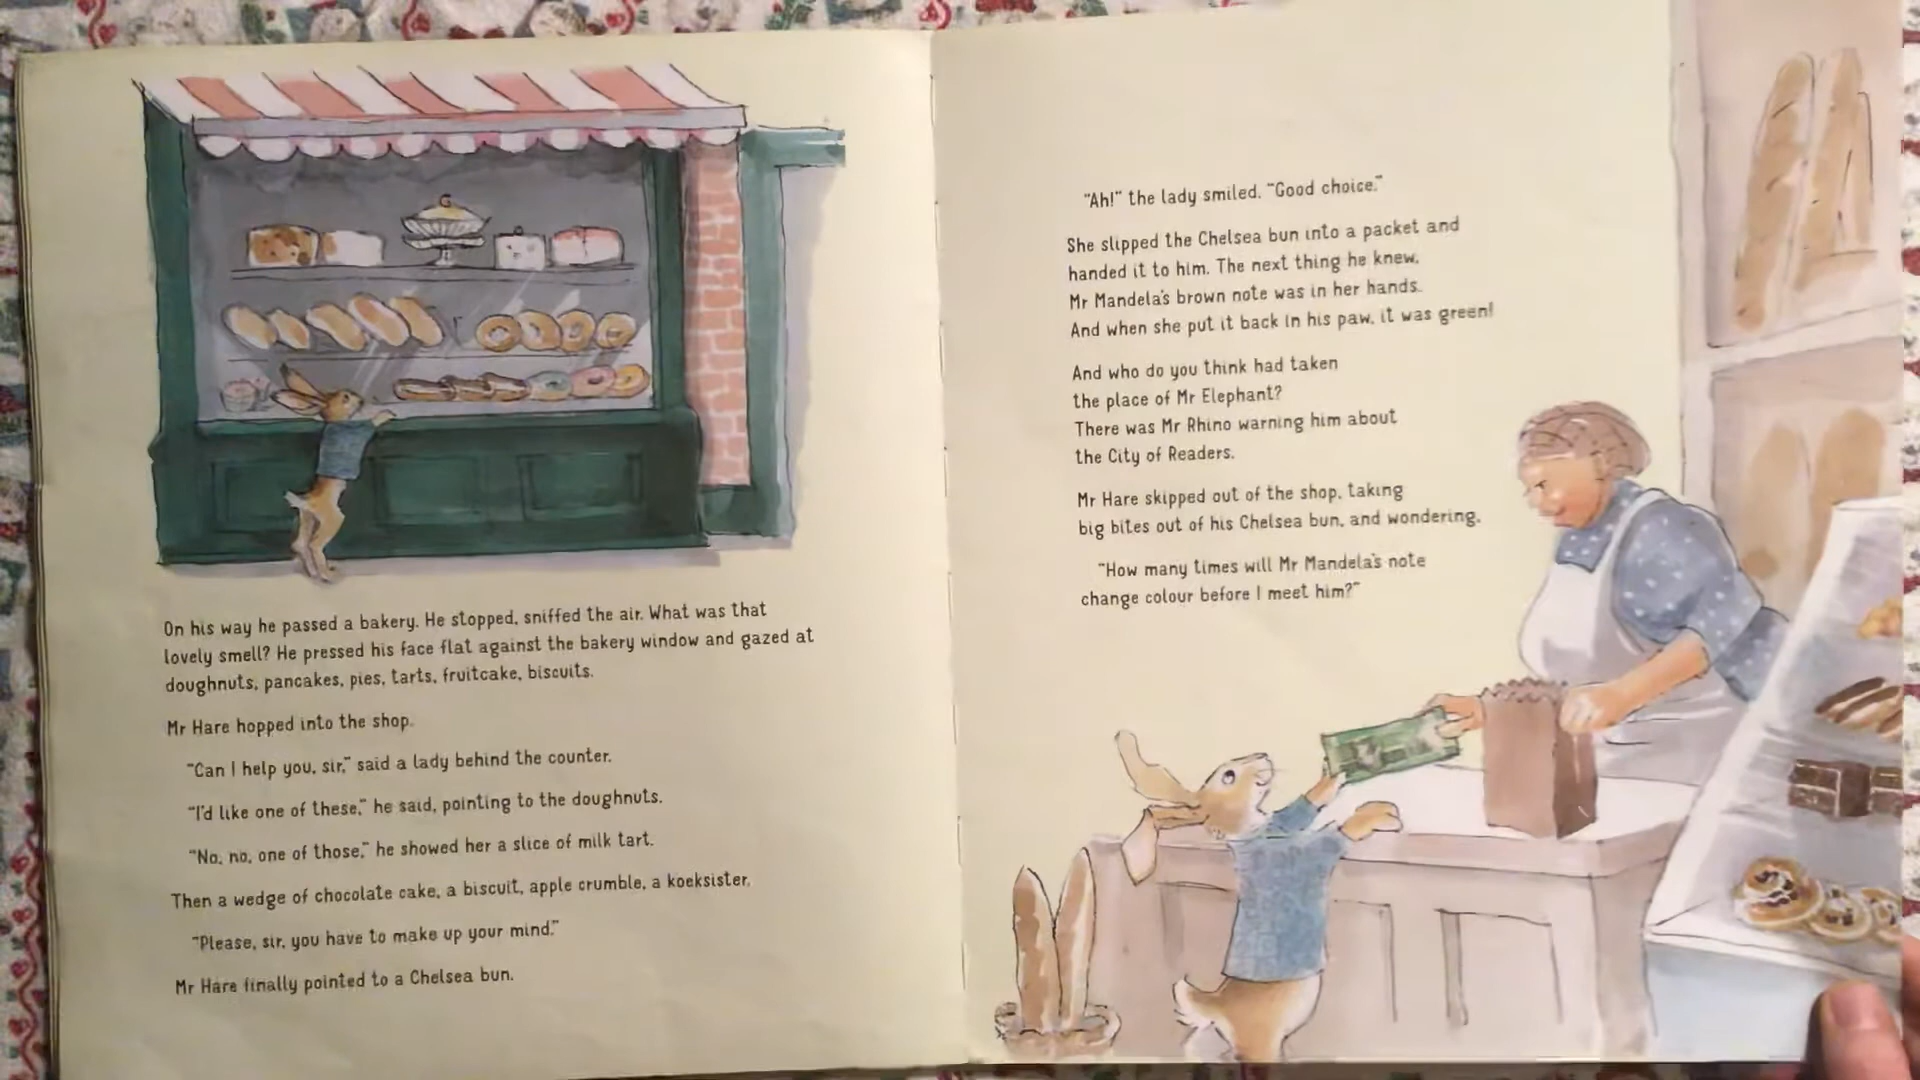 On his way he passed a bakery. He stopped, sniffed the air. What was that
lovely smell? He pressed his face flat against the bakery window and gazed at
doughnuts, pancakes, pies, tarts, fruitcake, biscuits.
Mr Hare hopped into the shop.
"Can I help you, sir," said a lady behind the counter.
"I'd like one of these," he said, pointing to the doughnuts.
"No, no, one of those," he showed her a slice of milk tart.
Then a wedge of chocolate cake, a biscuit, apple crumble, a koeksister.
"Please, sir, you have to make up your mind."
Mr Hare finally pointed to a Chelsea bun.
"Ah!" the lady smiled. "Good choice."
She slipped the Chelsea bun into a packet and
handed it to him. The next thing he knew,
Mr Mandela's brown note was in her hands.
And when she put it back in his paw, it was green!
And who do you think had taken
the place of Mr Elephant?
There was Mr Rhino warning him about
the City of Readers.
Mr Hare skipped out of the shop, taking
big bites out of his Chelsea bun, and wondering,
"How many times will Mr Mandela's note
change colour before I meet him?"